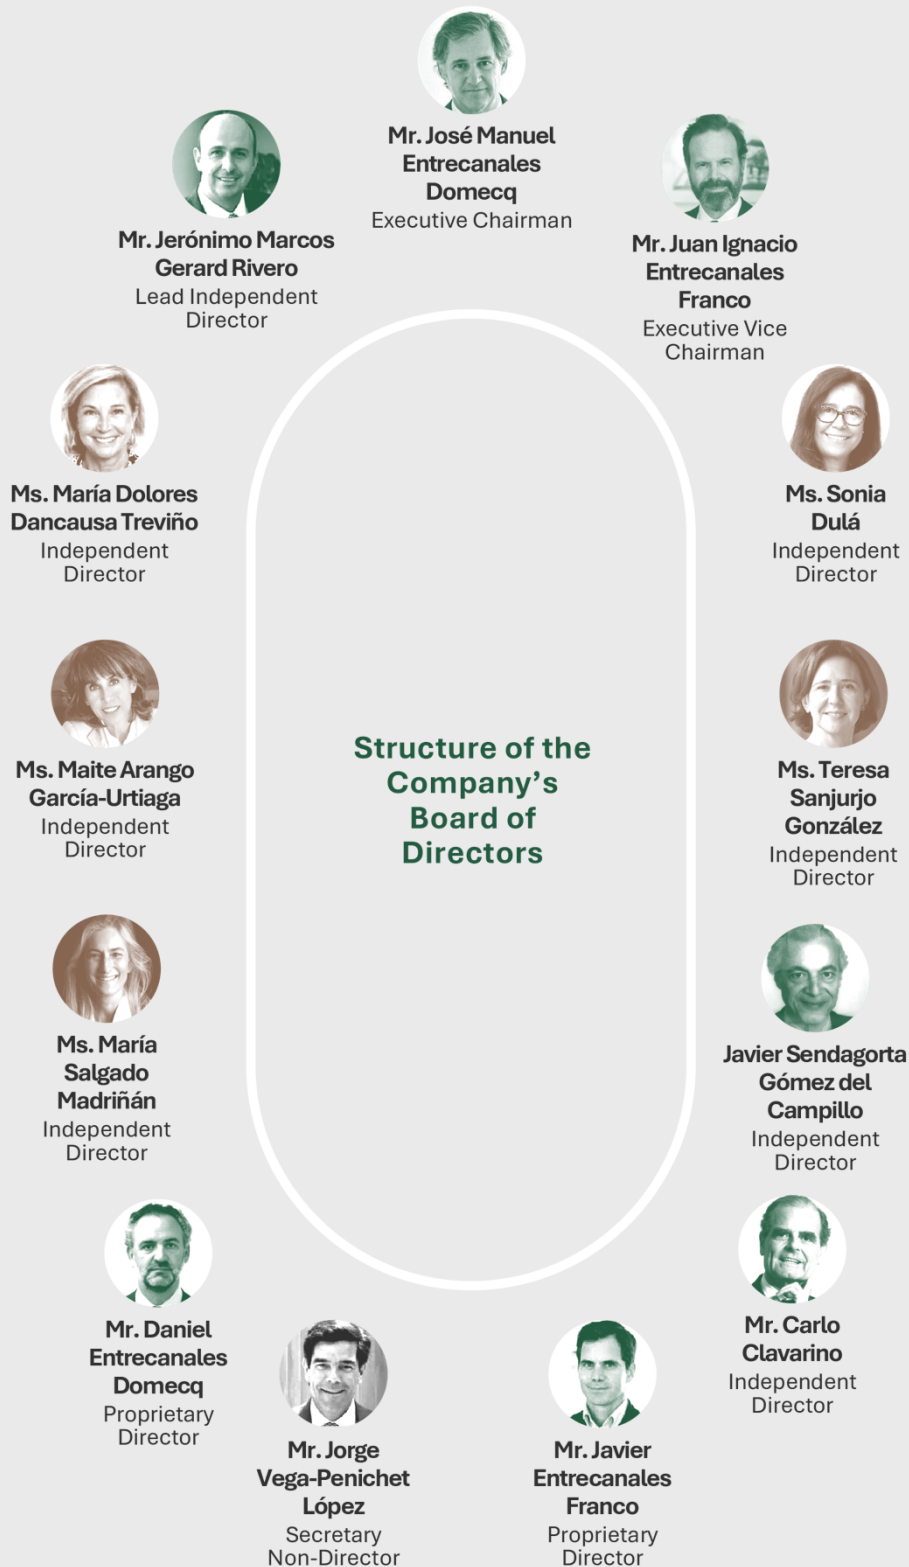 Mr. José Manuel
Entrecanales
Domecq
Executive Chairman
Mr. Jerónimo Marcos
Gerard Rivero
Lead Independent
Director
Mr. Juan Ignacio
Entrecanales
Franco
Executive Vice
Chairman
Ms. María Dolores
Dancausa Treviño
Independent
Director
Ms. Sonia
Dulá
Independent
Director
Ms. Maite Arango
García-Urtiaga
Independent
Director
Structure of the
Company’s
Board of
Directors
Ms. Teresa
Sanjurjo
González
Independent
Director
Ms. María
Salgado
Madriñán
Independent
Director
Javier Sendagorta
Gómez del
Campillo
Independent
Director
Mr. Daniel
Entrecanales
Domecq
Proprietary
Director
Mr. Carlo
Clavarino
Independent
Director
Mr. Jorge
Vega-Penichet
López
Secretary
Non-Director
Mr. Javier
Entrecanales
Franco
Proprietary
Director